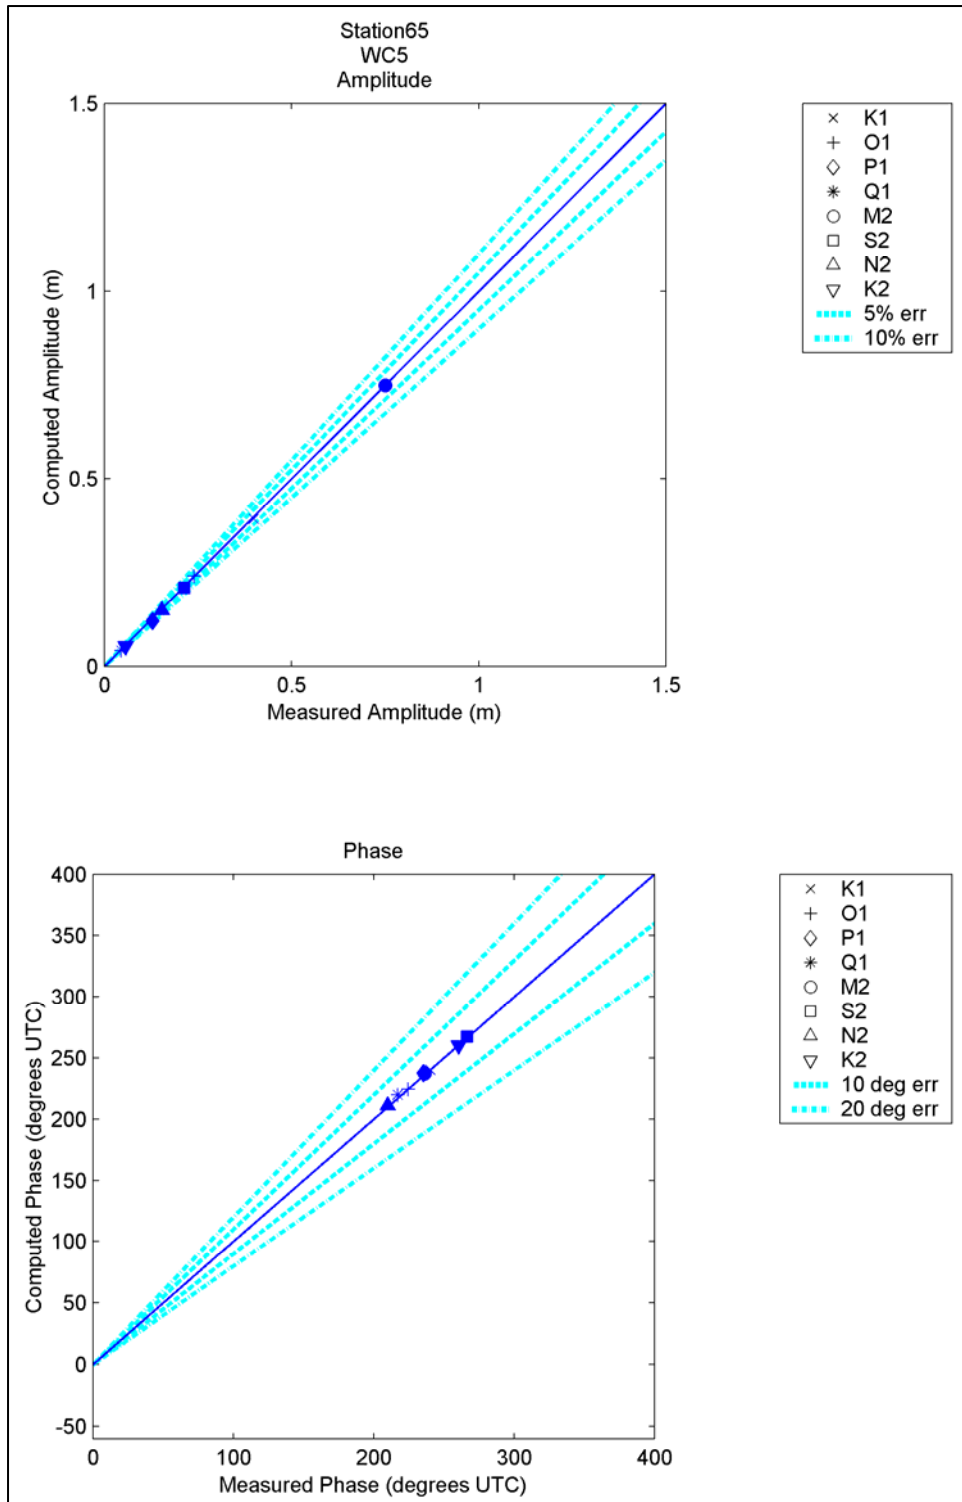 Station65
WC5
Amplitude
1.5
1
0.5
0
Computed Amplitude (m)
0
0.5
1
1.5
Measured Amplitude (m)
K1
O1
P1
Q1
M2
S2
N2
K2
5% err
10% err
Phase
400
350
300
250
200
150
100
50
0
-50
Computed Phase (degrees UTC)
0
100
200
300
400
Measured Phase (degrees UTC)
K1
O1
P1
Q1
M2
S2
N2
K2
10 deg err
20 deg err